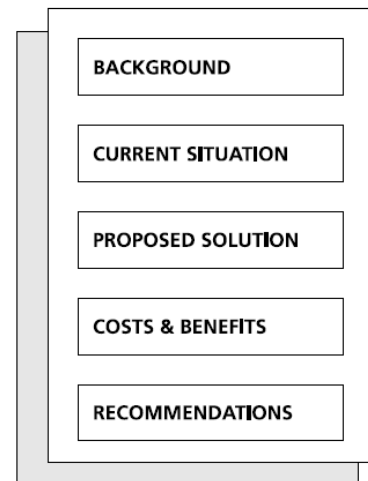 BACKGROUND
CURRENT SITUATION
PROPOSED SOLUTION
COSTS & BENEFITS
RECOMMENDATIONS